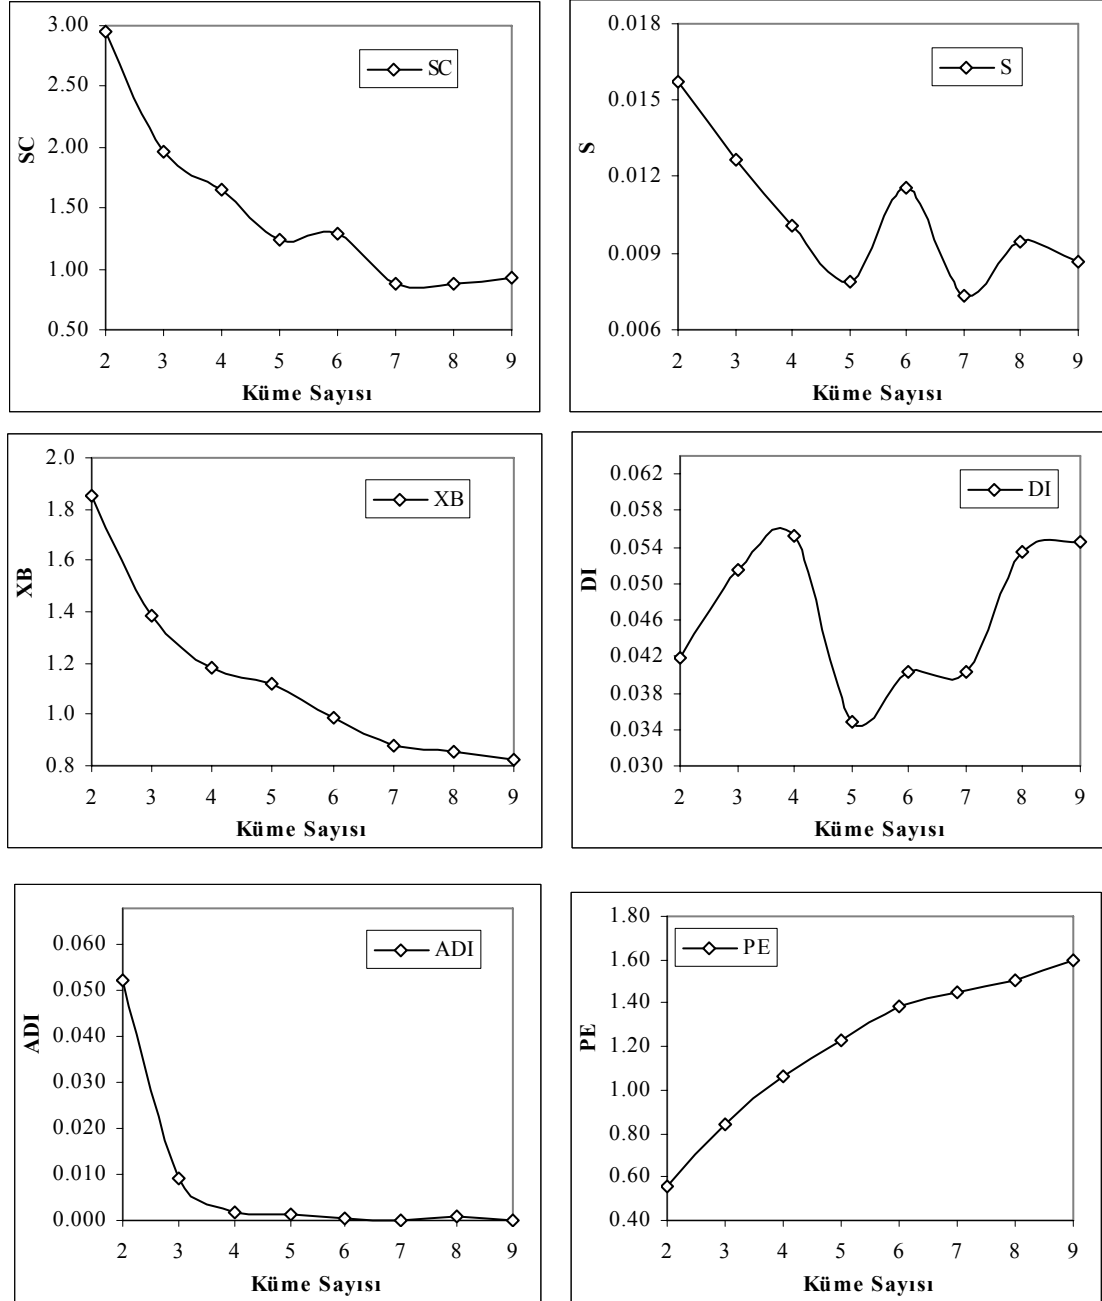 3.00
2.50
2.00
1.50
1.00
0.50
SC
SC
2 3 4 5 6 7 8 9
Küme Sayısı
0.018
0.015
0.012
0.009
0.006
S
S
2 3 4 5 6 7 8 9
Küme Sayısı
2.0
1.8
1.6
1.4
1.2
1.0
0.8
XB
XB
2 3 4 5 6 7 8 9
Küme Sayısı
0.062
0.058
0.054
0.050
0.046
0.042
0.038
0.034
0.030
DI
DI
2 3 4 5 6 7 8 9
Küme Sayısı
0.060
0.050
0.040
0.030
0.020
0.010
0.000
ADI
ADI
2 3 4 5 6 7 8 9
Küme Sayısı
1.80
1.60
1.40
1.20
1.00
0.80
0.60
0.40
PE
PE
2 3 4 5 6 7 8 9
Küme Sayısı